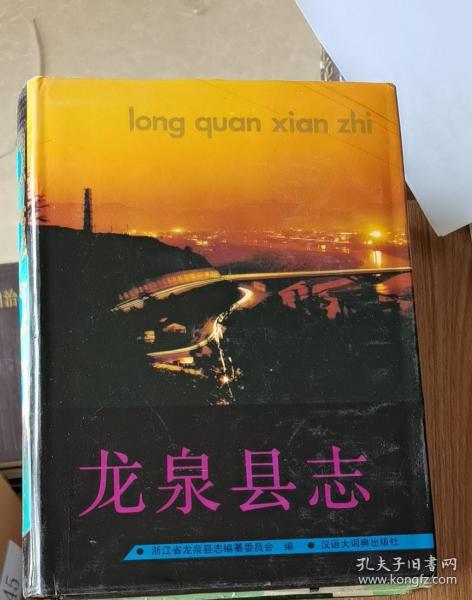 long quan xian zhi
龙泉县志
● 浙江省龙泉县志编纂委员会 编 ● 汉语大词典出版社
孔夫子旧书网
www.kongfz.com